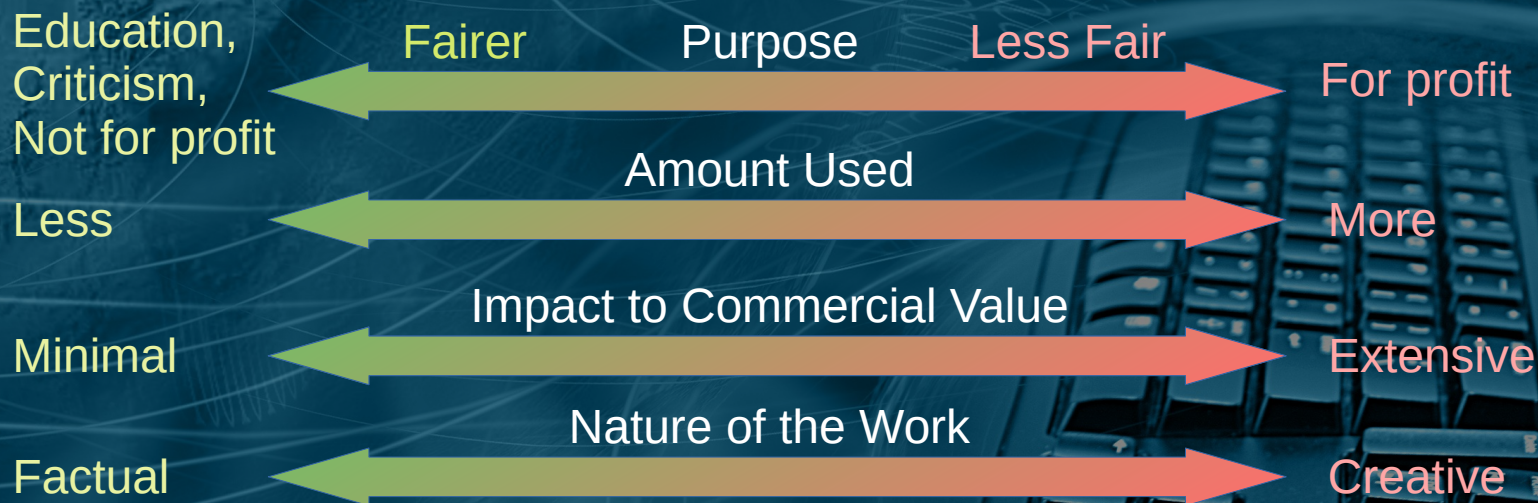 Education,
Criticism,
Not for profit
Fairer
Purpose
Less Fair
For profit
Amount Used
Less
More
Impact to Commercial Value
Minimal
Extensive
Nature of the Work
Factual
Creative